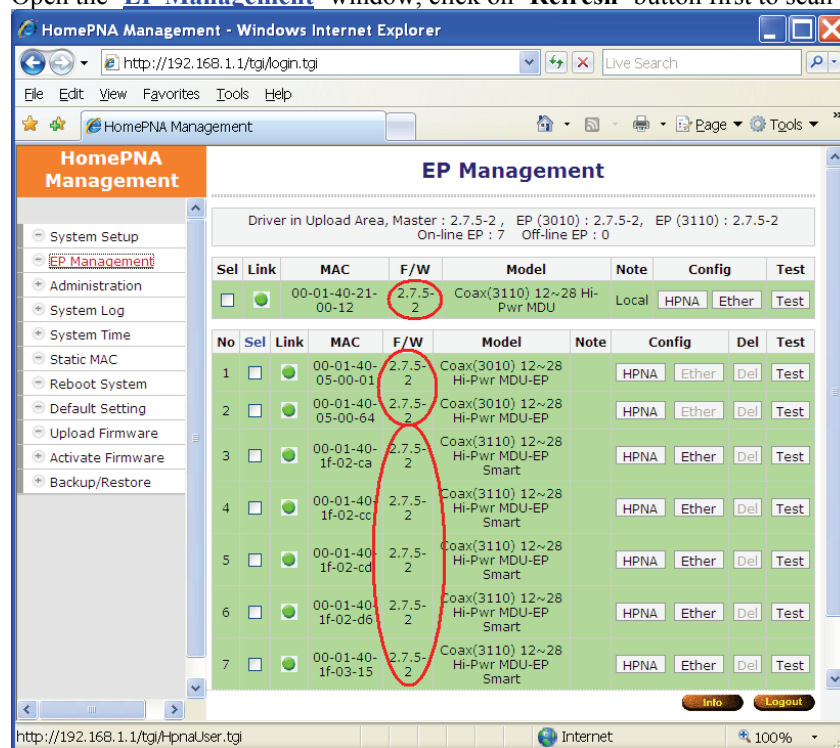 Open the "EP Management" window, click on "Refresh" button first to scan
HomePNA Management - Windows Internet Explorer
http://192.168.1.1/tgi/login.tgi
Live Search
File Edit View Favorites Tools Help
HomePNA Management
Page Tools »
HomePNA
Management
System Setup
EP Management
Administration
System Log
System Time
Static MAC
Reboot System
Default Setting
Upload Firmware
Activate Firmware
Backup/Restore
EP Management
Driver in Upload Area, Master : 2.7.5-2 , EP (3010) : 2.7.5-2, EP (3110) : 2.7.5-2
On-line EP : 7 Off-line EP : 0
Sel Link MAC F/W Model Note Config Test
00-01-40-21-00-12 2.7.5-2 Coax(3110) 12~28 Hi-Pwr MDU Local HPNA Ether Test
No Sel Link MAC F/W Model Note Config Del Test
1 00-01-40-05-00-01 2.7.5-2 Coax(3010) 12~28 Hi-Pwr MDU-EP HPNA Ether Del Test
2 00-01-40-05-00-64 2.7.5-2 Coax(3010) 12~28 Hi-Pwr MDU-EP HPNA Ether Del Test
3 00-01-40-1f-02-ca 2.7.5-2 Coax(3110) 12~28 Hi-Pwr MDU-EP Smart HPNA Ether Del Test
4 00-01-40-1f-02-cc 2.7.5-2 Coax(3110) 12~28 Hi-Pwr MDU-EP Smart HPNA Ether Del Test
5 00-01-40-1f-02-cd 2.7.5-2 Coax(3110) 12~28 Hi-Pwr MDU-EP Smart HPNA Ether Del Test
6 00-01-40-1f-02-d6 2.7.5-2 Coax(3110) 12~28 Hi-Pwr MDU-EP Smart HPNA Ether Del Test
7 00-01-40-1f-03-15 2.7.5-2 Coax(3110) 12~28 Hi-Pwr MDU-EP Smart HPNA Ether Del Test
Info Logout
http://192.168.1.1/tgi/HpnaUser.tgi Internet 100%